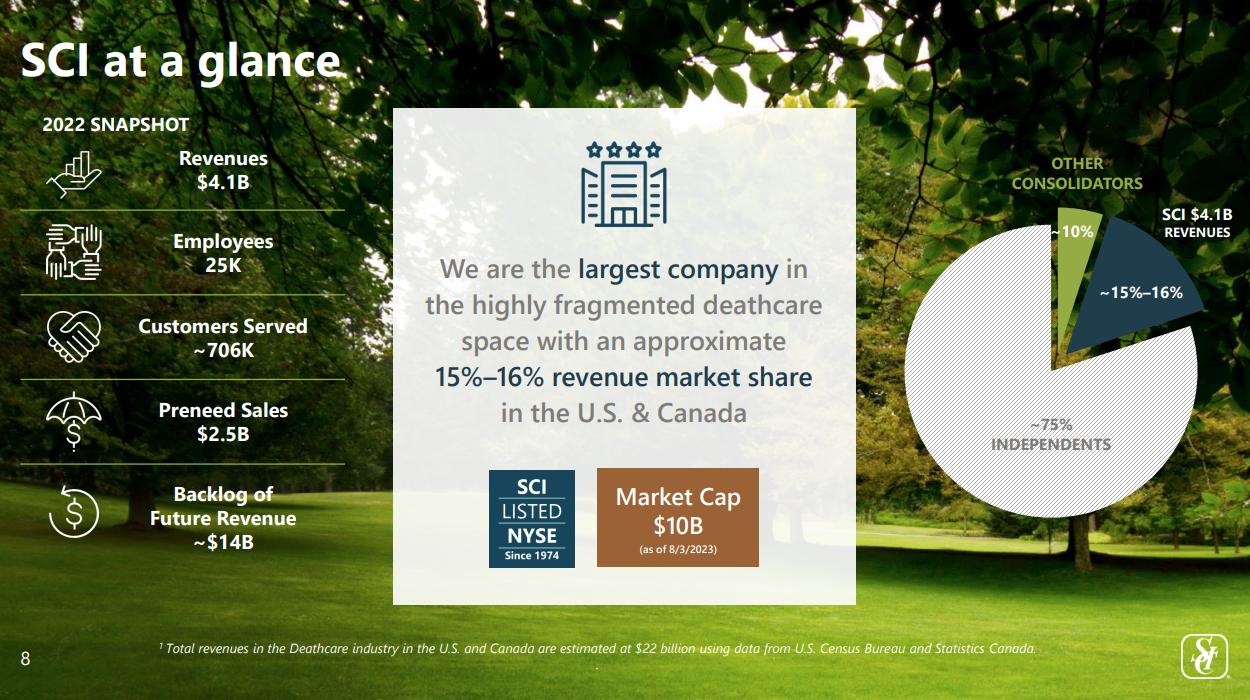 SCI at a glance
2022 SNAPSHOT
Revenues
$4.1B
Employees
25K
Customers Served
~706K
Preneed Sales
$2.5B
Backlog of
Future Revenue
~$14B
We are the largest company in
the highly fragmented deathcare
space with an approximate
15%–16% revenue market share
in the U.S. & Canada
SCI
LISTED
NYSE
Since 1974
Market Cap
$10B
(as of 8/3/2023)
OTHER
CONSOLIDATORS
~10%
SCI $4.1B
REVENUES
~15%–16%
~75%
INDEPENDENTS
¹ Total revenues in the Deathcare industry in the U.S. and Canada are estimated at $22 billion using data from U.S. Census Bureau and Statistics Canada.
.
8
SCI